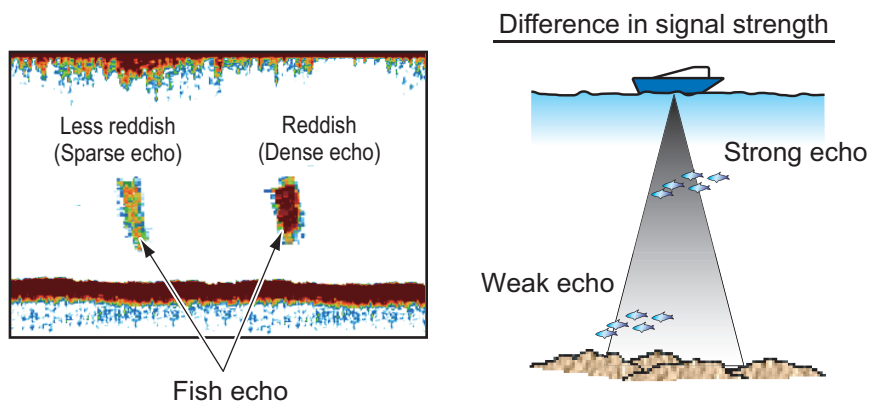 Difference in signal strength
Less reddish
(Sparse echo)
Reddish
(Dense echo)
Strong echo
Weak echo
Fish echo